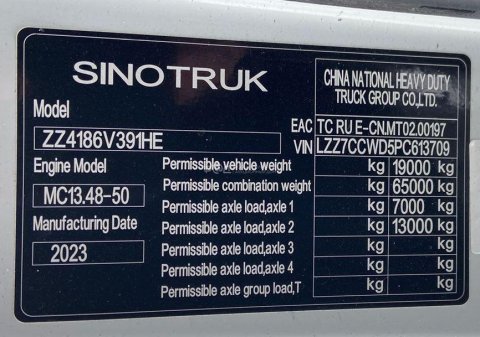 SINOTRUK
CHINA NATIONAL HEAVY DUTY
TRUCK GROUP CO.,LTD.
Model
ZZ4186V391HE
EAC TC RU E-CN.MT02.00197
VIN LZZ7CCWD5PC613709
Engine Model
MC13.48-50
Manufacturing Date
2023
Permissible vehicle weight kg 19000 kg
Permissible combination weight kg 65000 kg
Permissible axle load,axle 1 kg 7000 kg
Permissible axle load,axle 2 kg 13000 kg
Permissible axle load,axle 3 kg kg
Permissible axle load,axle 4 kg kg
Permissible axle group load,T kg kg